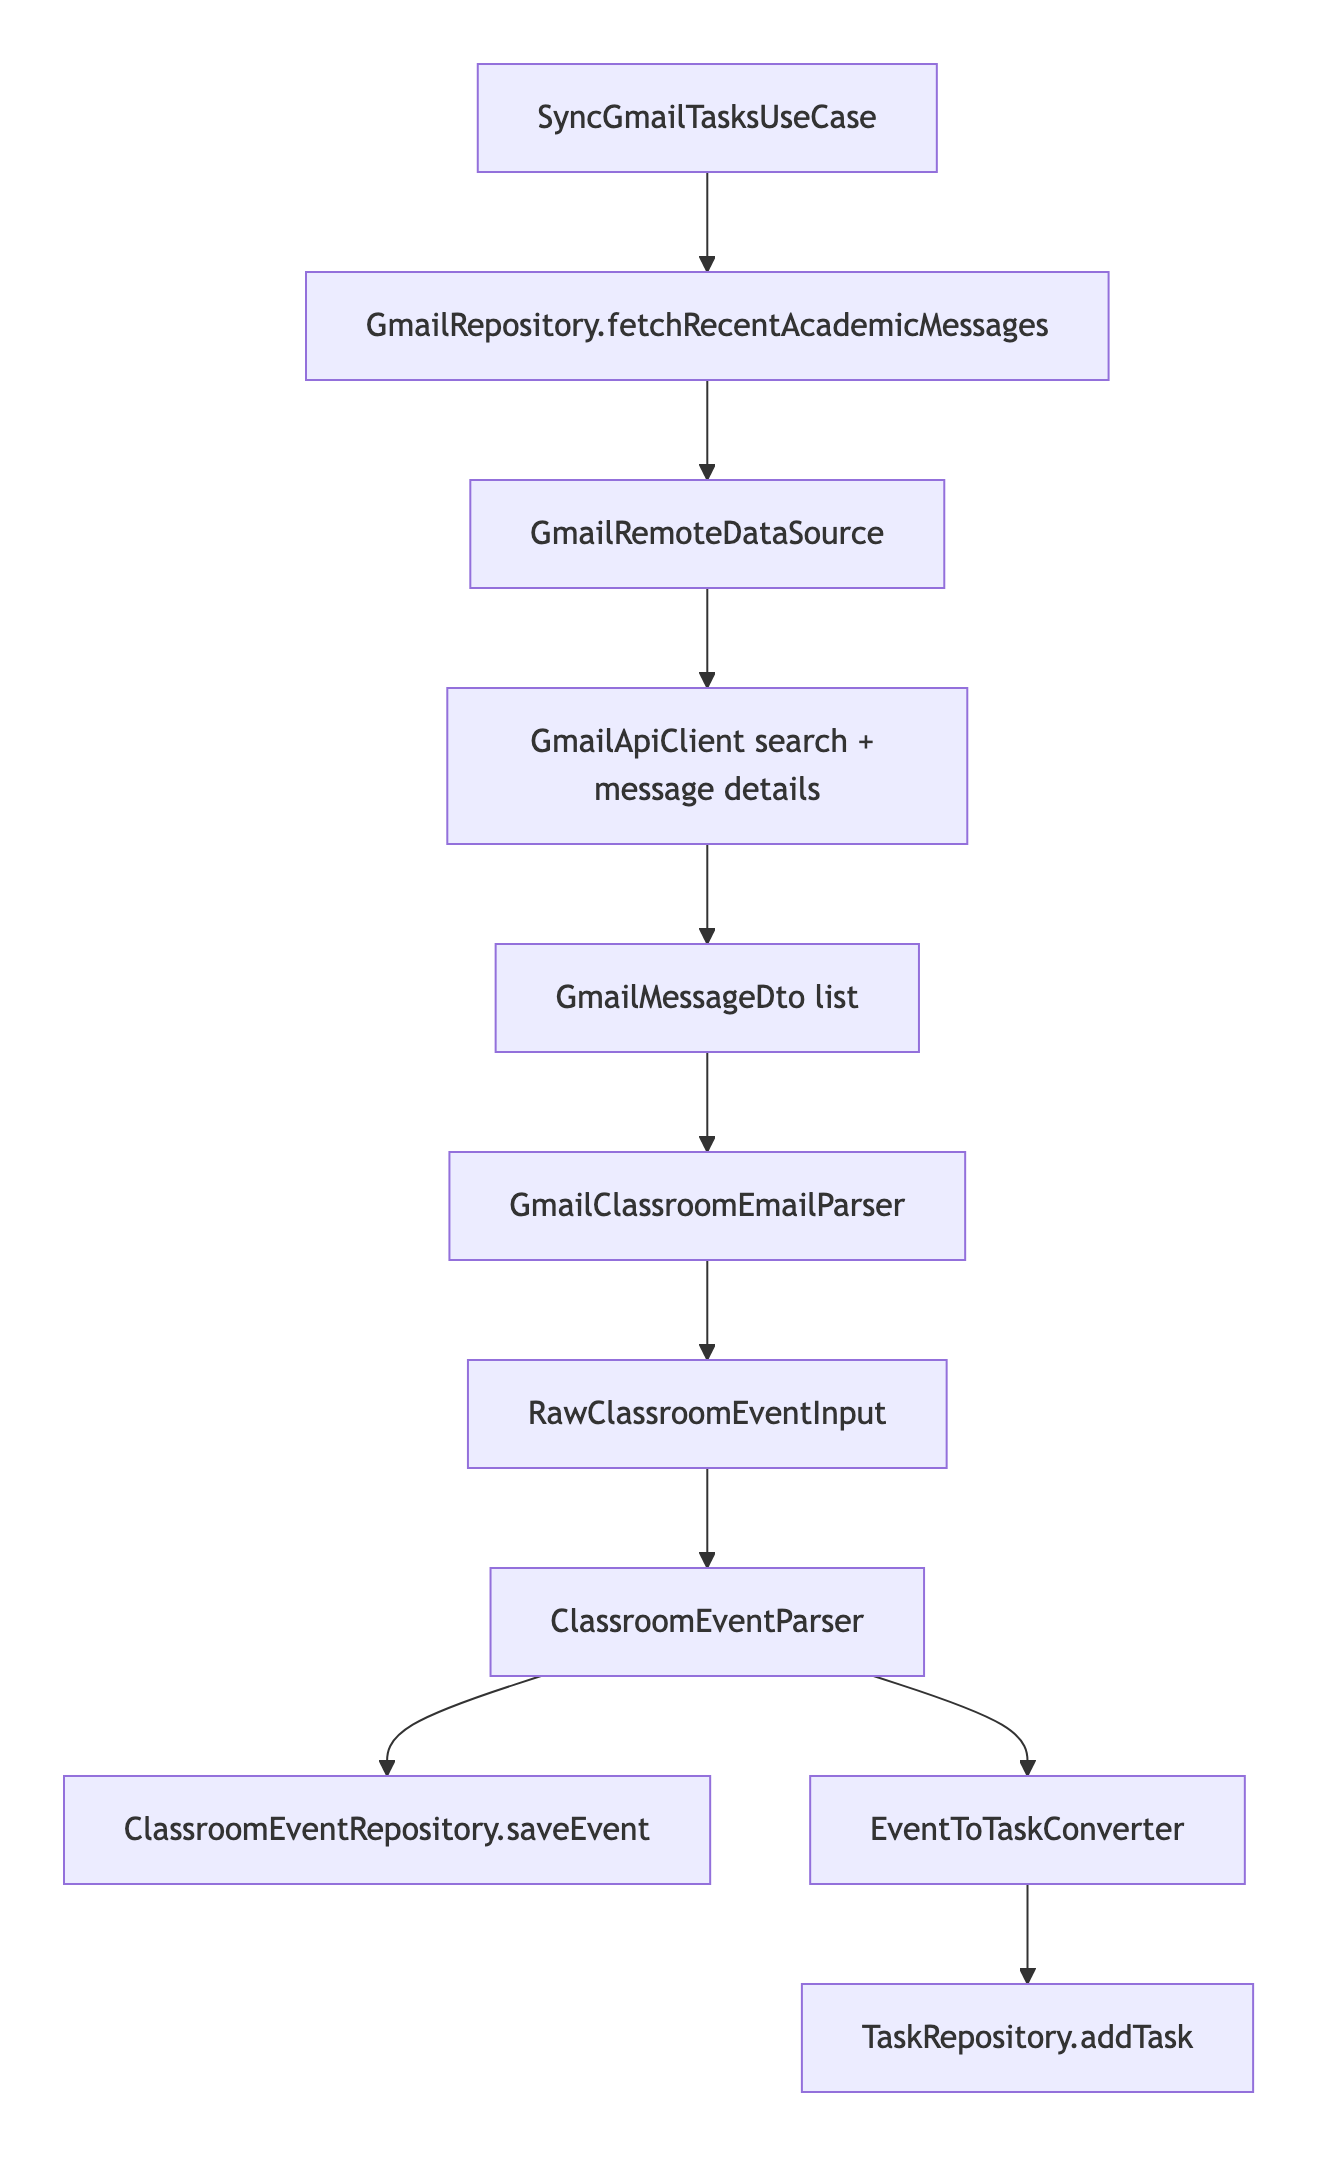 SyncGmailTasksUseCase
GmailRepository.fetchRecentAcademicMessages
GmailRemoteDataSource
GmailApiClient search +
message details
GmailMessageDto list
GmailClassroomEmailParser
RawClassroomEventInput
ClassroomEventParser
ClassroomEventRepository.saveEvent
EventToTaskConverter
TaskRepository.addTask